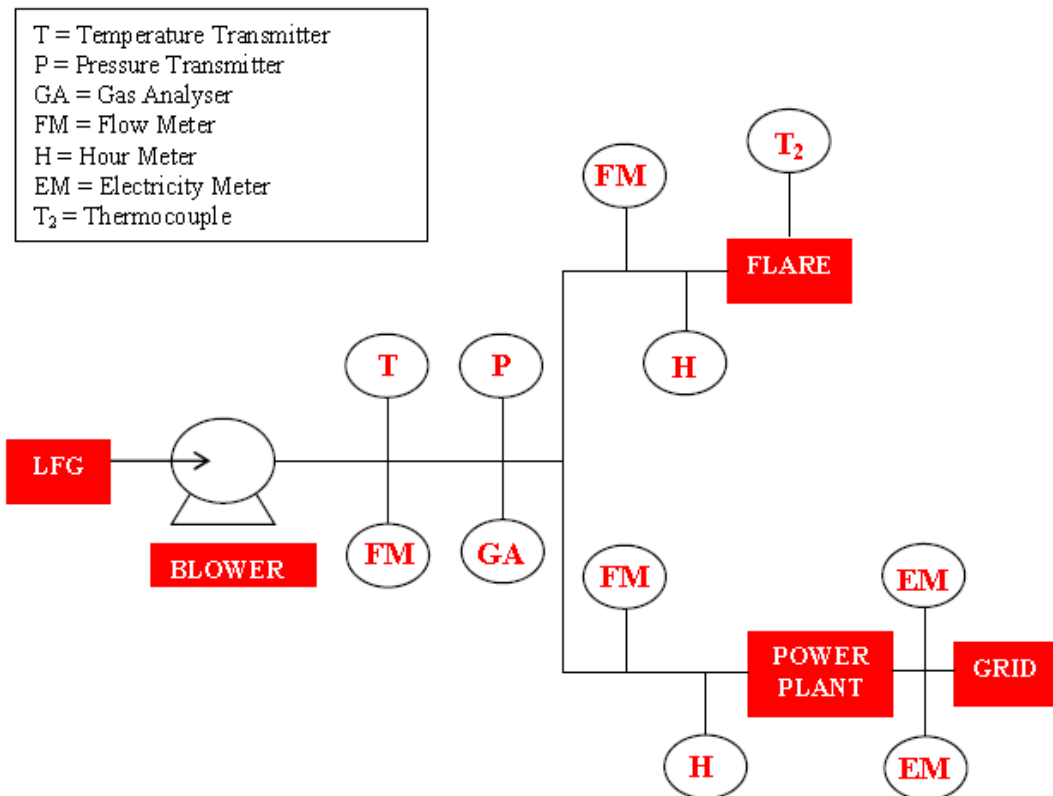 T = Temperature Transmitter
P = Pressure Transmitter
GA = Gas Analyser
FM = Flow Meter
H = Hour Meter
EM = Electricity Meter
T₂ = Thermocouple
T₂
FM
FLARE
H
T
P
LFG
BLOWER
FM
GA
FM
EM
POWER
PLANT
GRID
H
EM